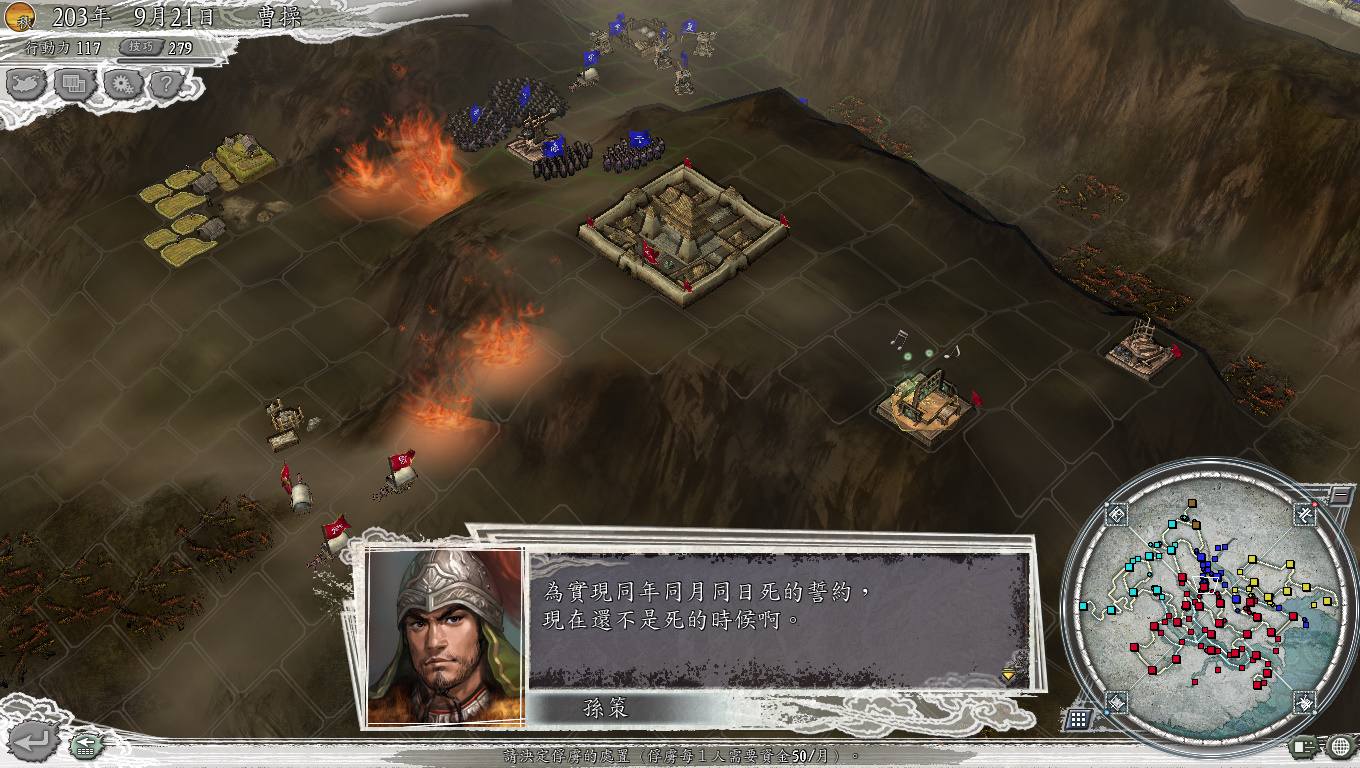 203年 9月21日 曹操
行動力 117 技巧 279
?
為實現同年同月同日死的誓約，
現在還不是死的時候啊。
孫策
請決定俘虜的處置（俘虜每１人需要資金50/月）。